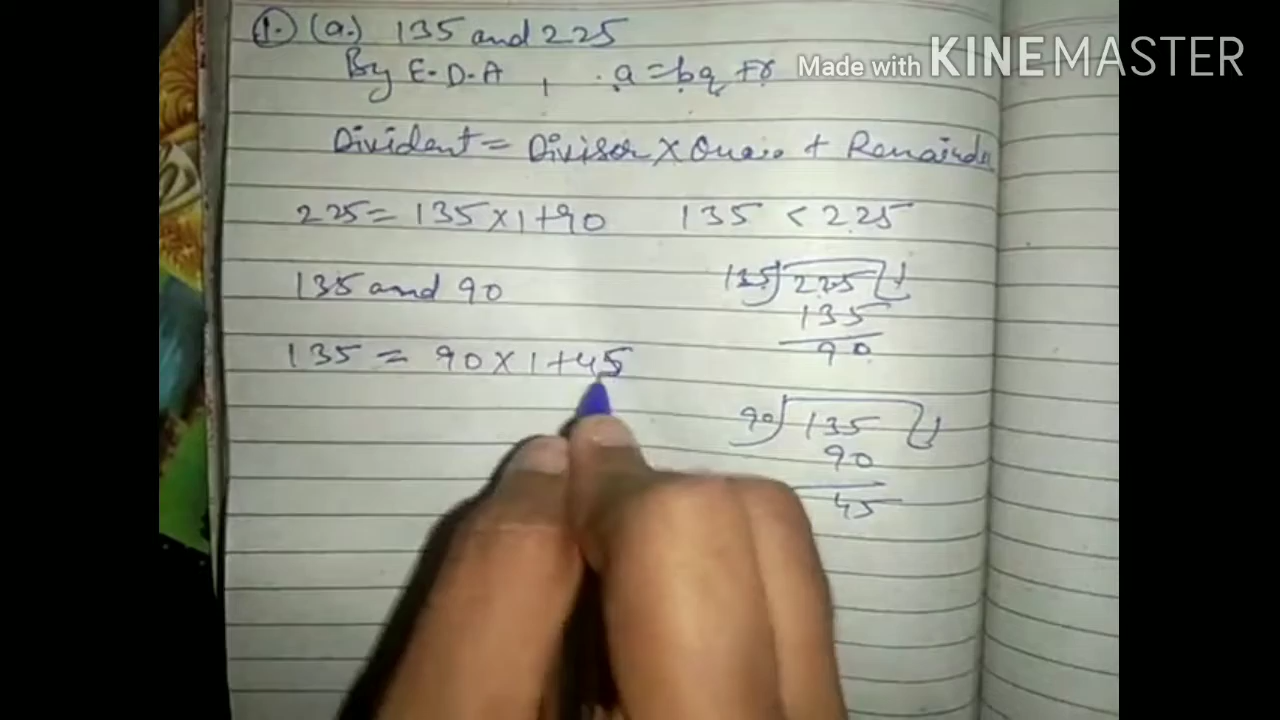 1. (a.) 135 and 225
Made with KINEMASTER
By E.D.A , a = bq + r
Divident = Divisor X + Remainder
225 = 135 X 1 + 90 135 < 225
135 225 1
135
90
135 and 90
135 = 90 X 1 + 45
90 135 1
90
45